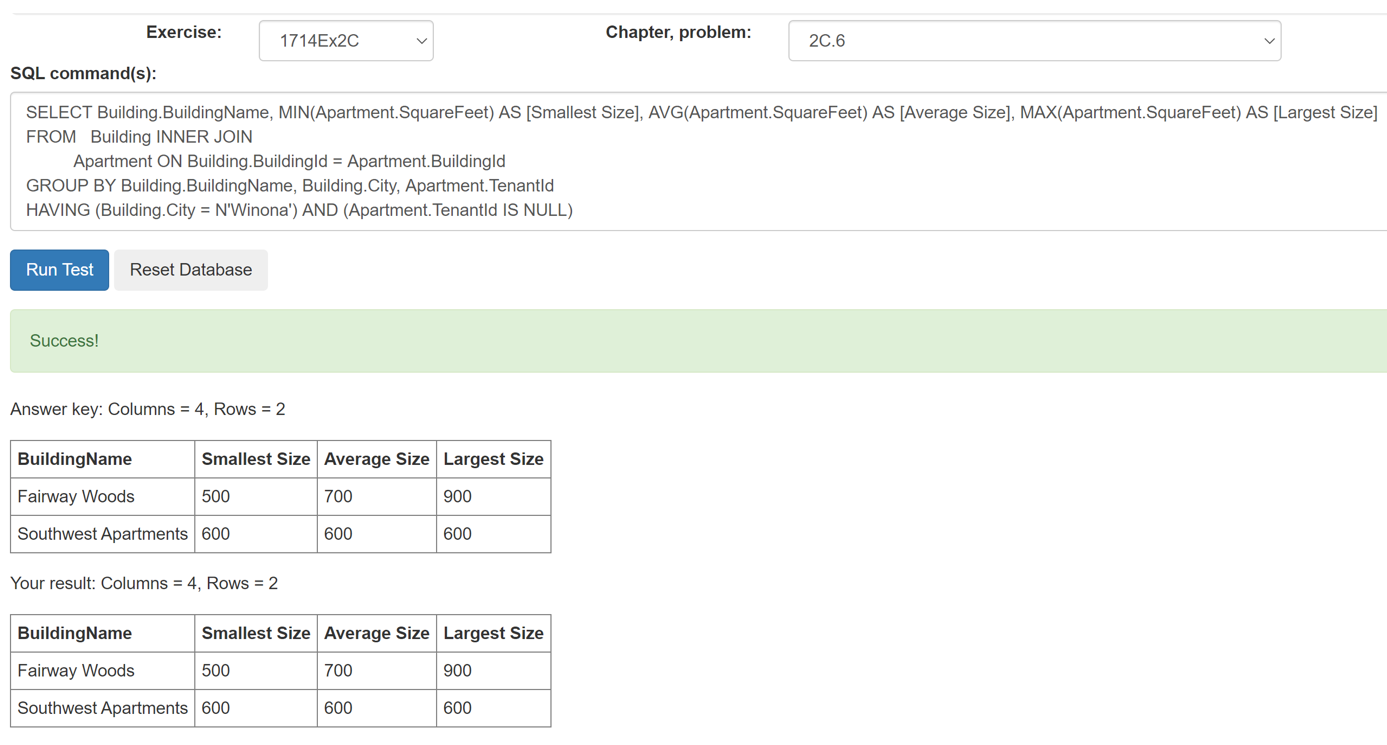 Exercise: 1714Ex2C Chapter, problem: 2C.6
SQL command(s):
SELECT Building.BuildingName, MIN(Apartment.SquareFeet) AS [Smallest Size], AVG(Apartment.SquareFeet) AS [Average Size], MAX(Apartment.SquareFeet) AS [Largest Size]
FROM   Building INNER JOIN
          Apartment ON Building.BuildingId = Apartment.BuildingId
GROUP BY Building.BuildingName, Building.City, Apartment.TenantId
HAVING (Building.City = N'Winona') AND (Apartment.TenantId IS NULL)
Run Test Reset Database
Success!
Answer key: Columns = 4, Rows = 2
BuildingName Smallest Size Average Size Largest Size
Fairway Woods 500 700 900
Southwest Apartments 600 600 600
Your result: Columns = 4, Rows = 2
BuildingName Smallest Size Average Size Largest Size
Fairway Woods 500 700 900
Southwest Apartments 600 600 600